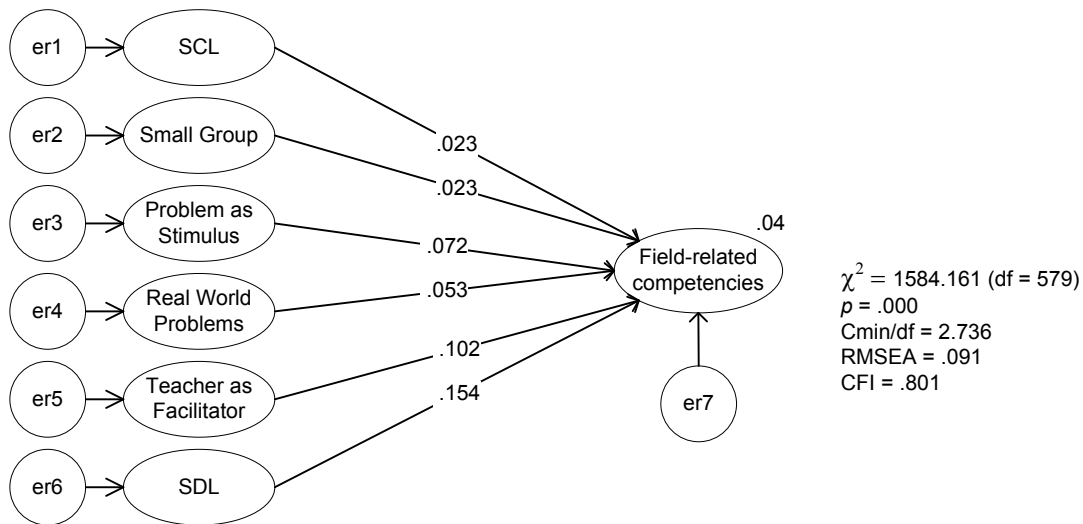 er1
SCL
er2
Small Group
.023
.023
er3
Problem as
Stimulus
.072
.04
Field-related
competencies
er4
Real World
Problems
.053
χ² = 1584.161 (df = 579)
p = .000
Cmin/df = 2.736
RMSEA = .091
CFI = .801
er5
Teacher as
Facilitator
.102
.154
er7
er6
SDL